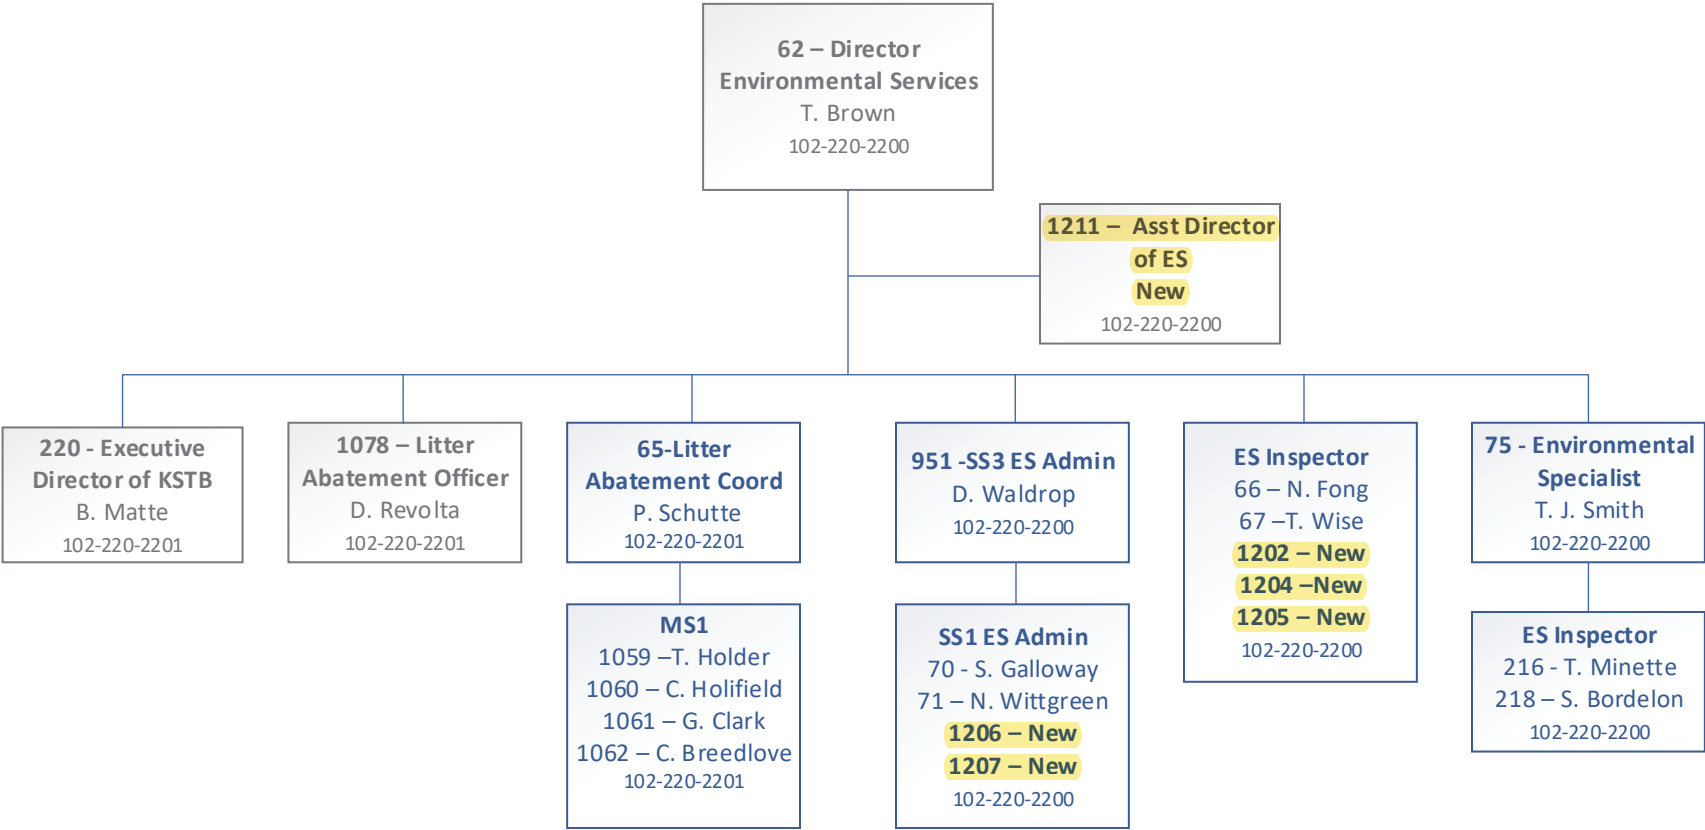 62 – Director
Environmental Services
T. Brown
102-220-2200
1211 – Asst Director
of ES
New
102-220-2200
220 - Executive
Director of KSTB
B. Matte
102-220-2201
1078 – Litter
Abatement Officer
D. Revolta
102-220-2201
65-Litter
Abatement Coord
P. Schutte
102-220-2201
951 -SS3 ES Admin
D. Waldrop
102-220-2200
ES Inspector
66 – N. Fong
67 –T. Wise
1202 – New
1204 –New
1205 – New
102-220-2200
75 - Environmental
Specialist
T. J. Smith
102-220-2200
MS1
1059 –T. Holder
1060 – C. Holifield
1061 – G. Clark
1062 – C. Breedlove
102-220-2201
SS1 ES Admin
70 - S. Galloway
71 – N. Wittgreen
1206 – New
1207 – New
102-220-2200
ES Inspector
216 - T. Minette
218 – S. Bordelon
102-220-2200